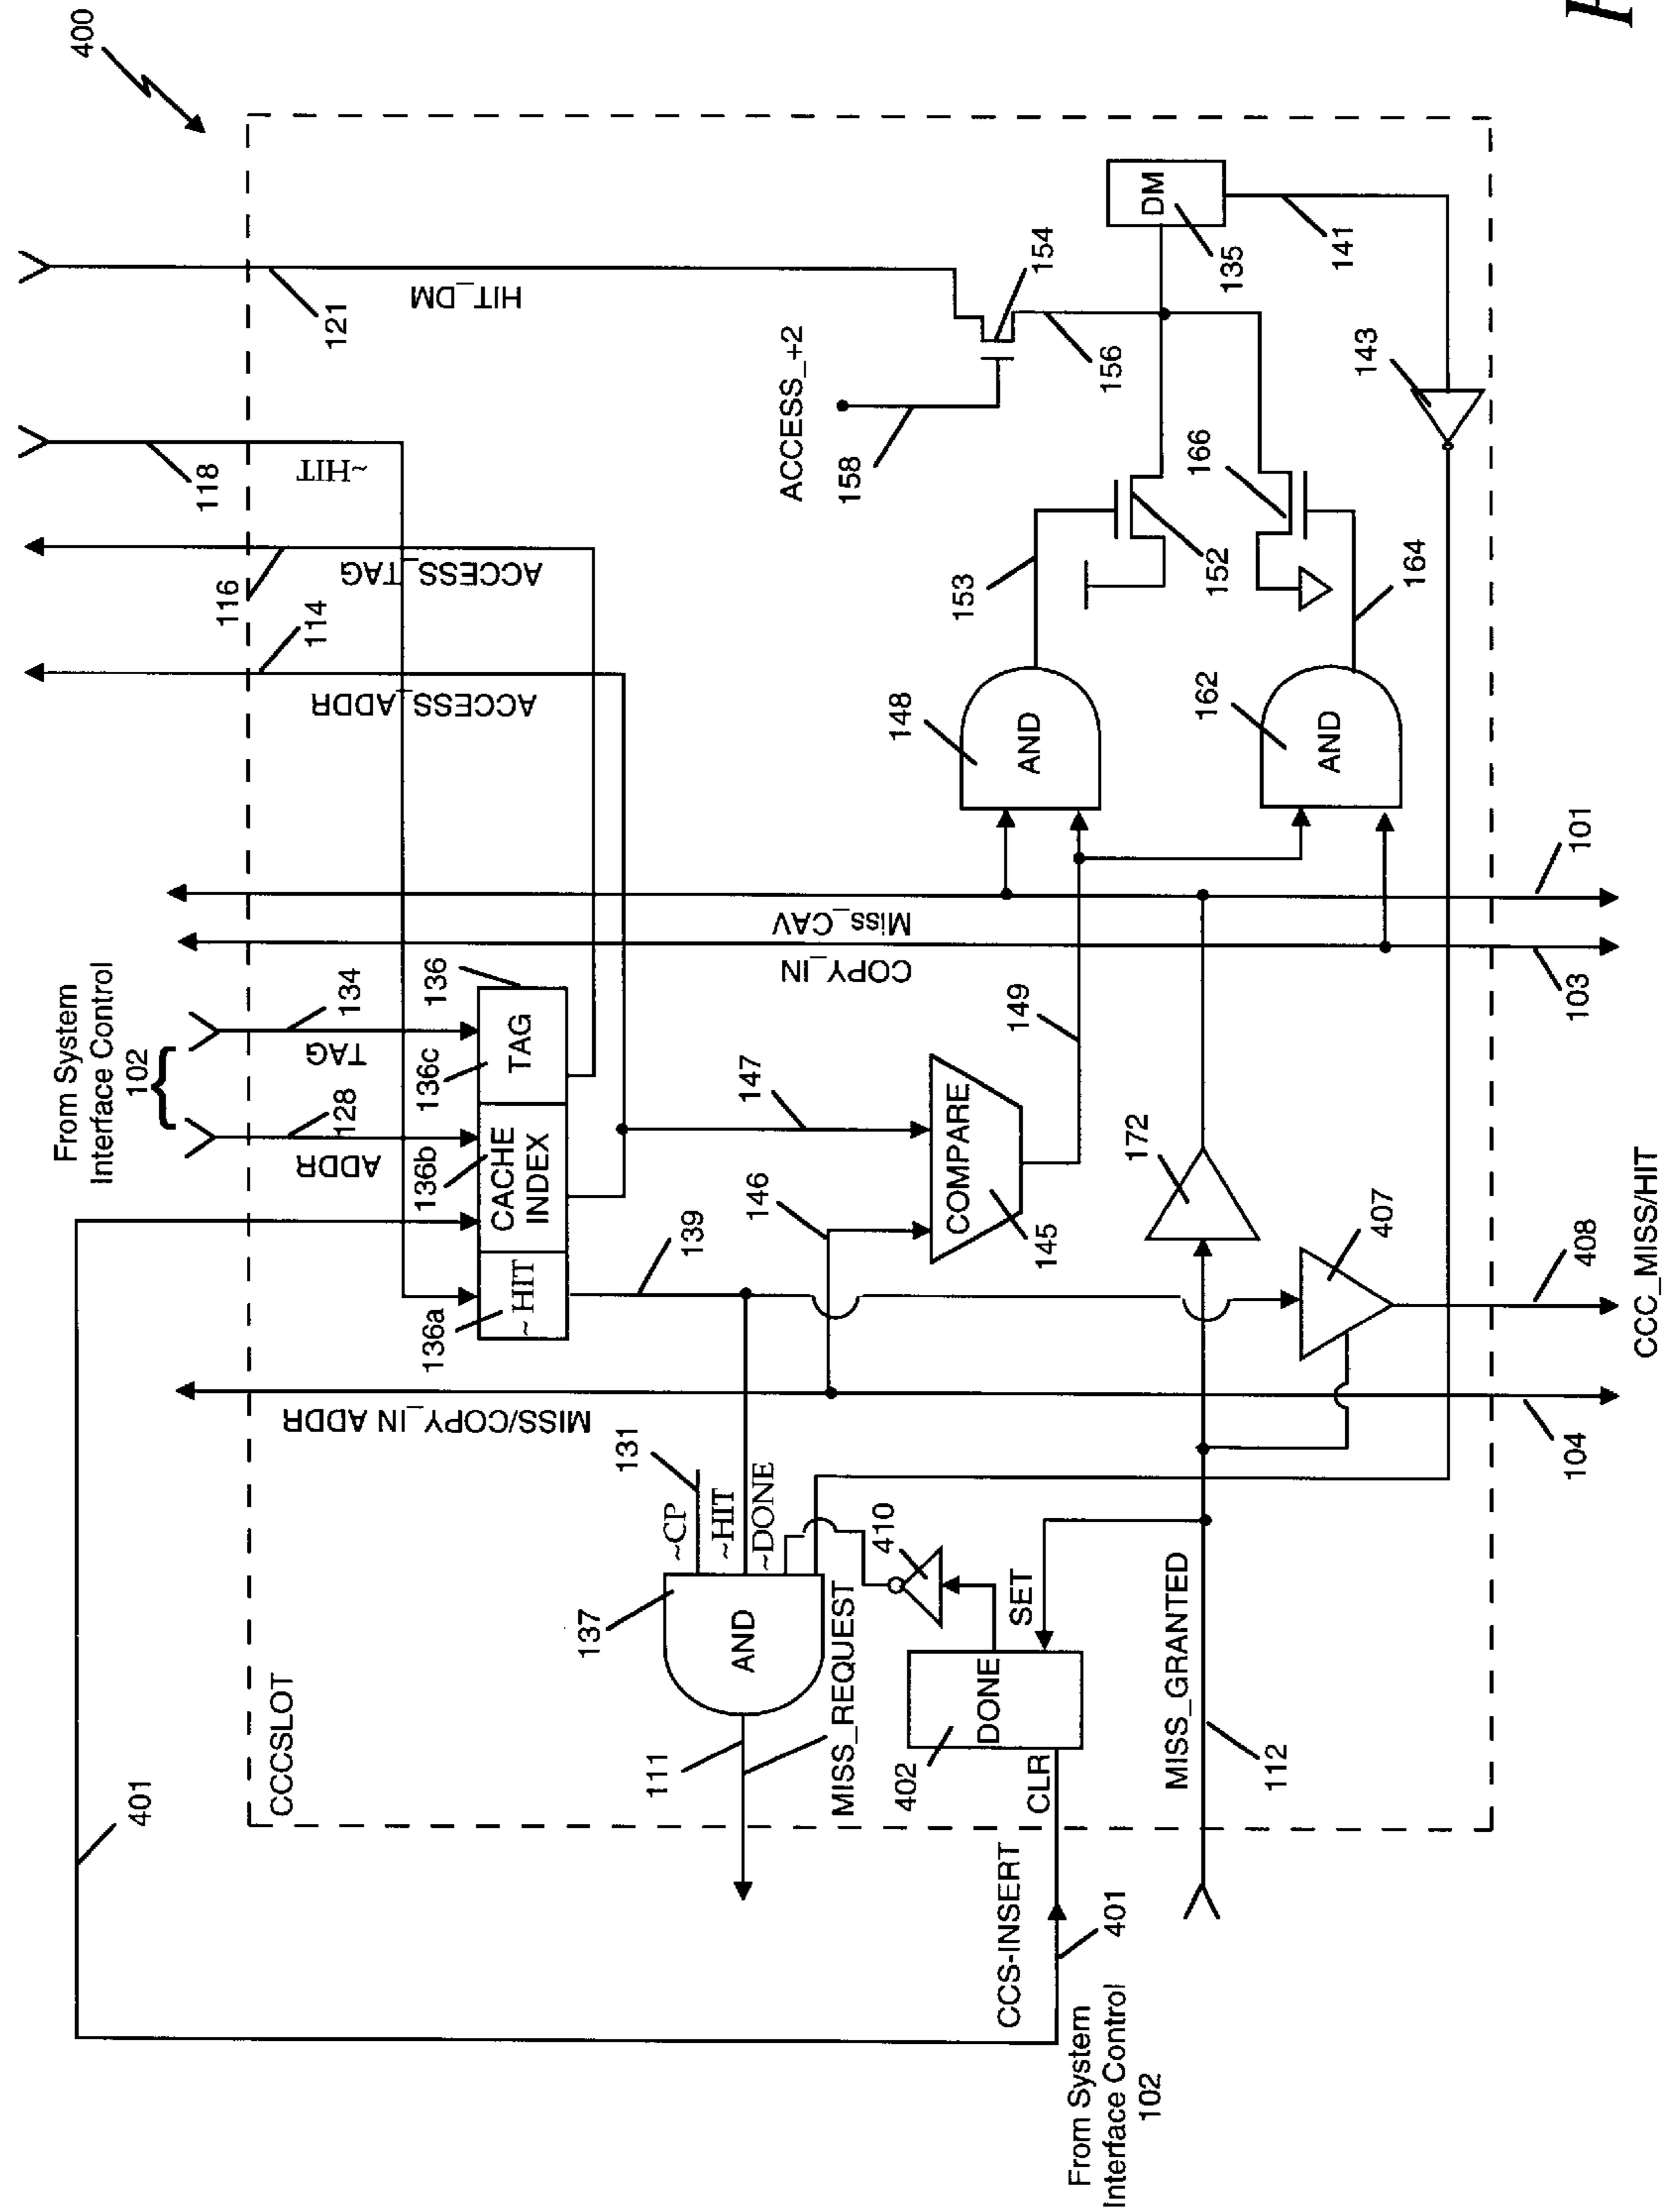 400
From System
Interface Control
102
401
CCCSLOT
128
134
ADDR
TAG
114
116
118
121
ACCESS_ADDR
ACCESS_TAG
~HIT
HIT_DM
136
136a
136b
136c
~HIT
CACHE
INDEX
TAG
139
MISS/COPY_IN ADDR
137
AND
~CP
131
~HIT
~DONE
111
MISS_REQUEST
410
402
DONE
SET
CLR
CCS-INSERT
401
From System
Interface Control
102
MISS_GRANTED
112
146
147
COMPARE
145
149
COPY_IN
Miss_CAV
148
AND
153
152
ACCESS_+2
158
154
156
DM
135
141
143
162
AND
164
166
172
407
408
CCC_MISS/HIT
104
103
101